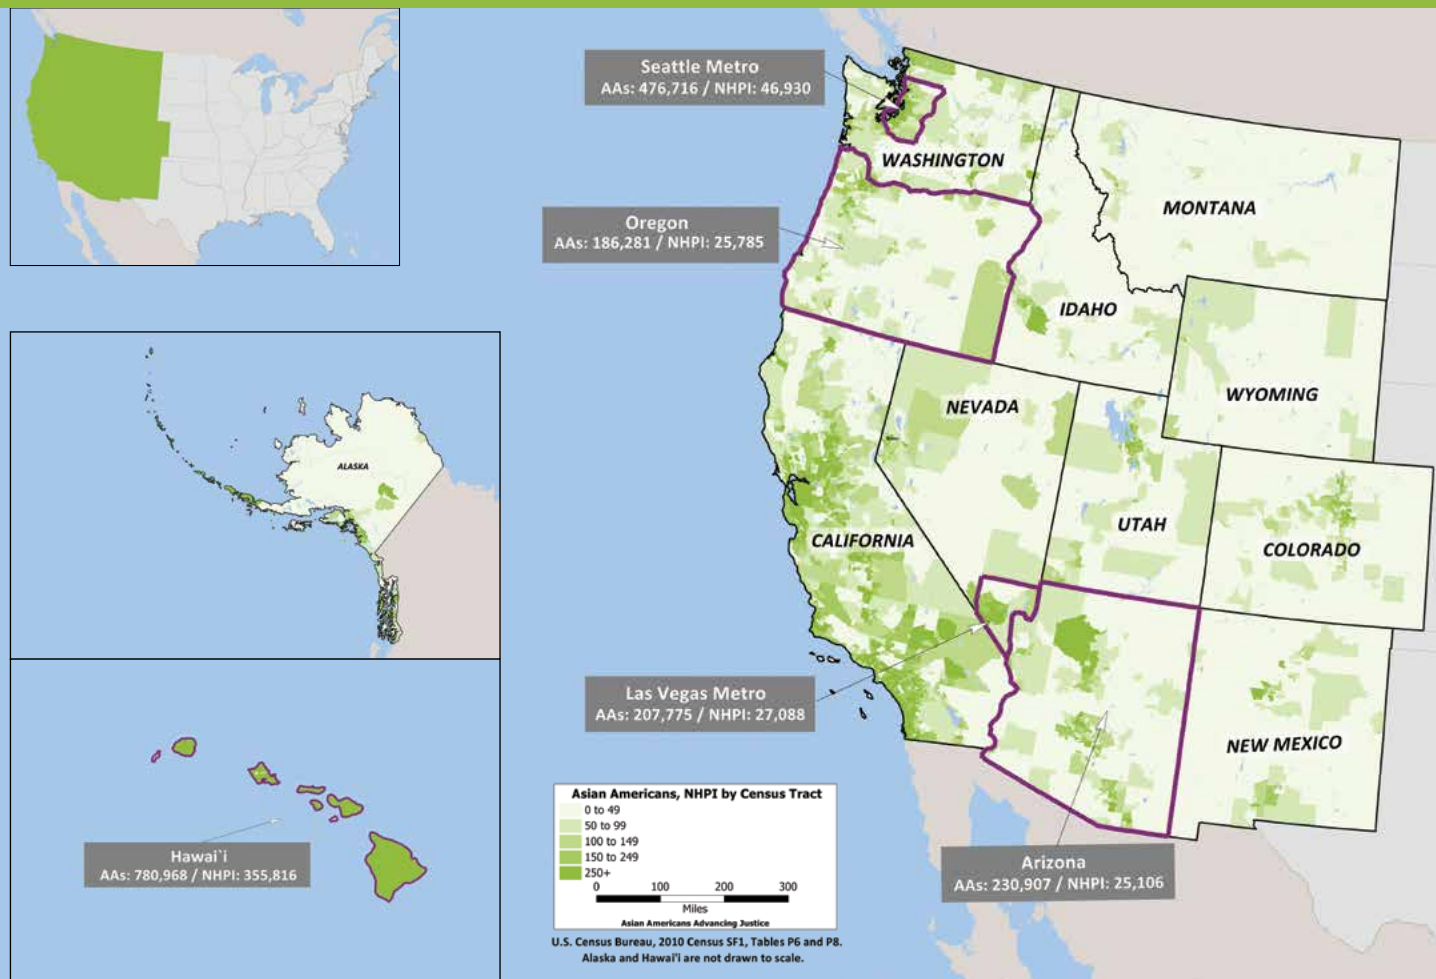 Seattle Metro
AAs: 476,716 / NHPI: 46,930
WASHINGTON
MONTANA
Oregon
AAs: 186,281 / NHPI: 25,785
IDAHO
WYOMING
NEVADA
ALASKA
UTAH
CALIFORNIA
COLORADO
Las Vegas Metro
AAs: 207,775 / NHPI: 27,088
NEW MEXICO
Hawai`i
AAs: 780,968 / NHPI: 355,816
Arizona
AAs: 230,907 / NHPI: 25,106
Asian Americans, NHPI by Census Tract
0 to 49
50 to 99
100 to 149
150 to 249
250+
0 100 200 300
Miles
Asian Americans Advancing Justice
U.S. Census Bureau, 2010 Census SF1, Tables P6 and P8.
Alaska and Hawai'i are not drawn to scale.